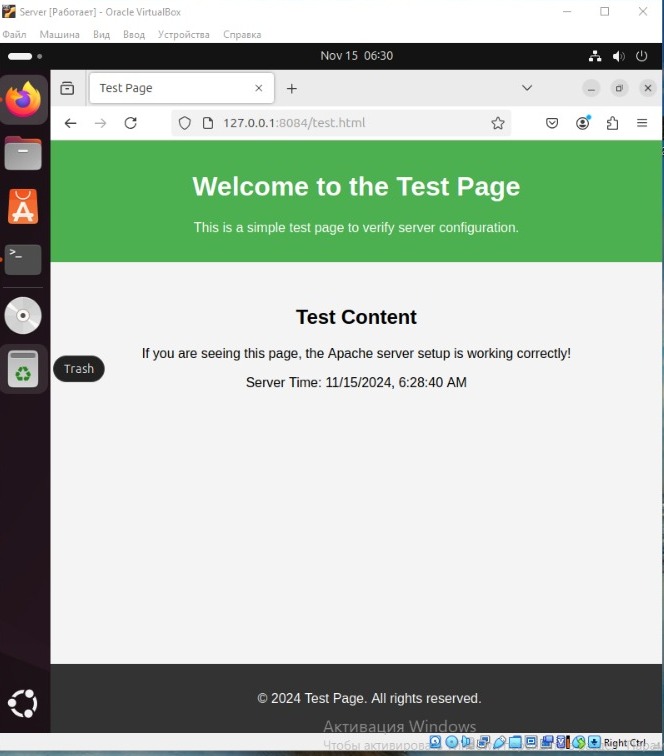 Server [Работает] - Oracle VirtualBox
Файл Машина Вид Ввод Устройства Справка
Nov 15 06:30
Test Page
127.0.0.1:8084/test.html
Welcome to the Test Page
This is a simple test page to verify server configuration.
Test Content
If you are seeing this page, the Apache server setup is working correctly!
Trash
Server Time: 11/15/2024, 6:28:40 AM
© 2024 Test Page. All rights reserved.
Активация Windows
Чтобы активирова
Right Ctrl